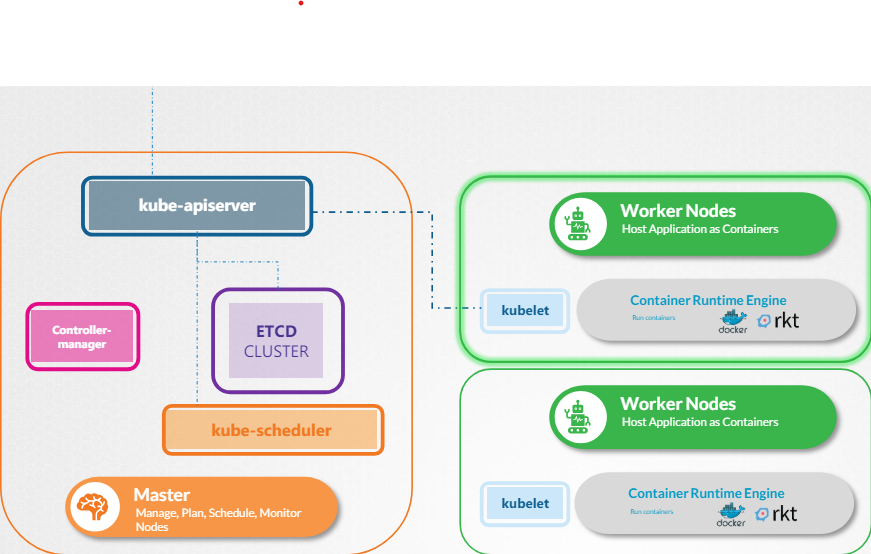 kube-apiserver
Controller-
manager
ETCD
CLUSTER
kube-scheduler
Master
Manage, Plan, Schedule, Monitor
Nodes
Worker Nodes
Host Application as Containers
kubelet
Container Runtime Engine
Run containers
docker
rkt
Worker Nodes
Host Application as Containers
kubelet
Container Runtime Engine
Run containers
docker
rkt